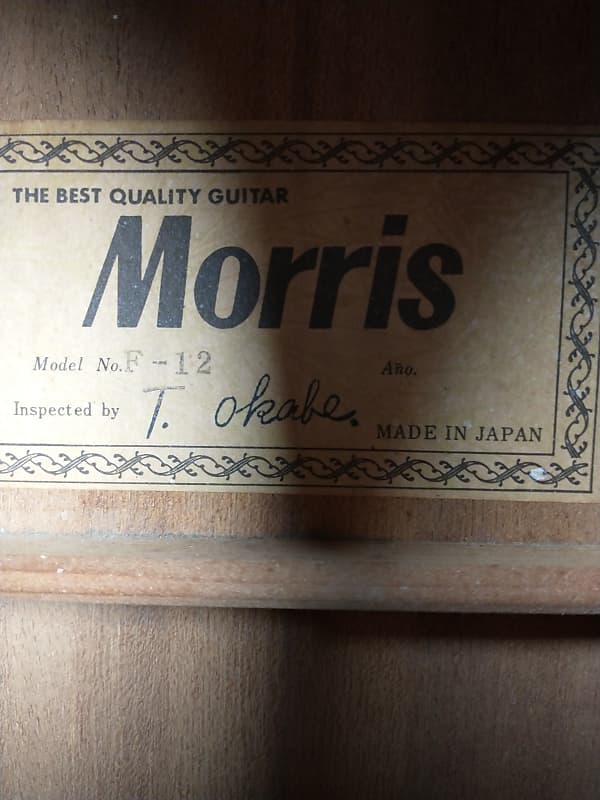 THE BEST QUALITY GUITAR
Morris
Model No. F-12 Año.
Inspected by T. Okabe.
MADE IN JAPAN